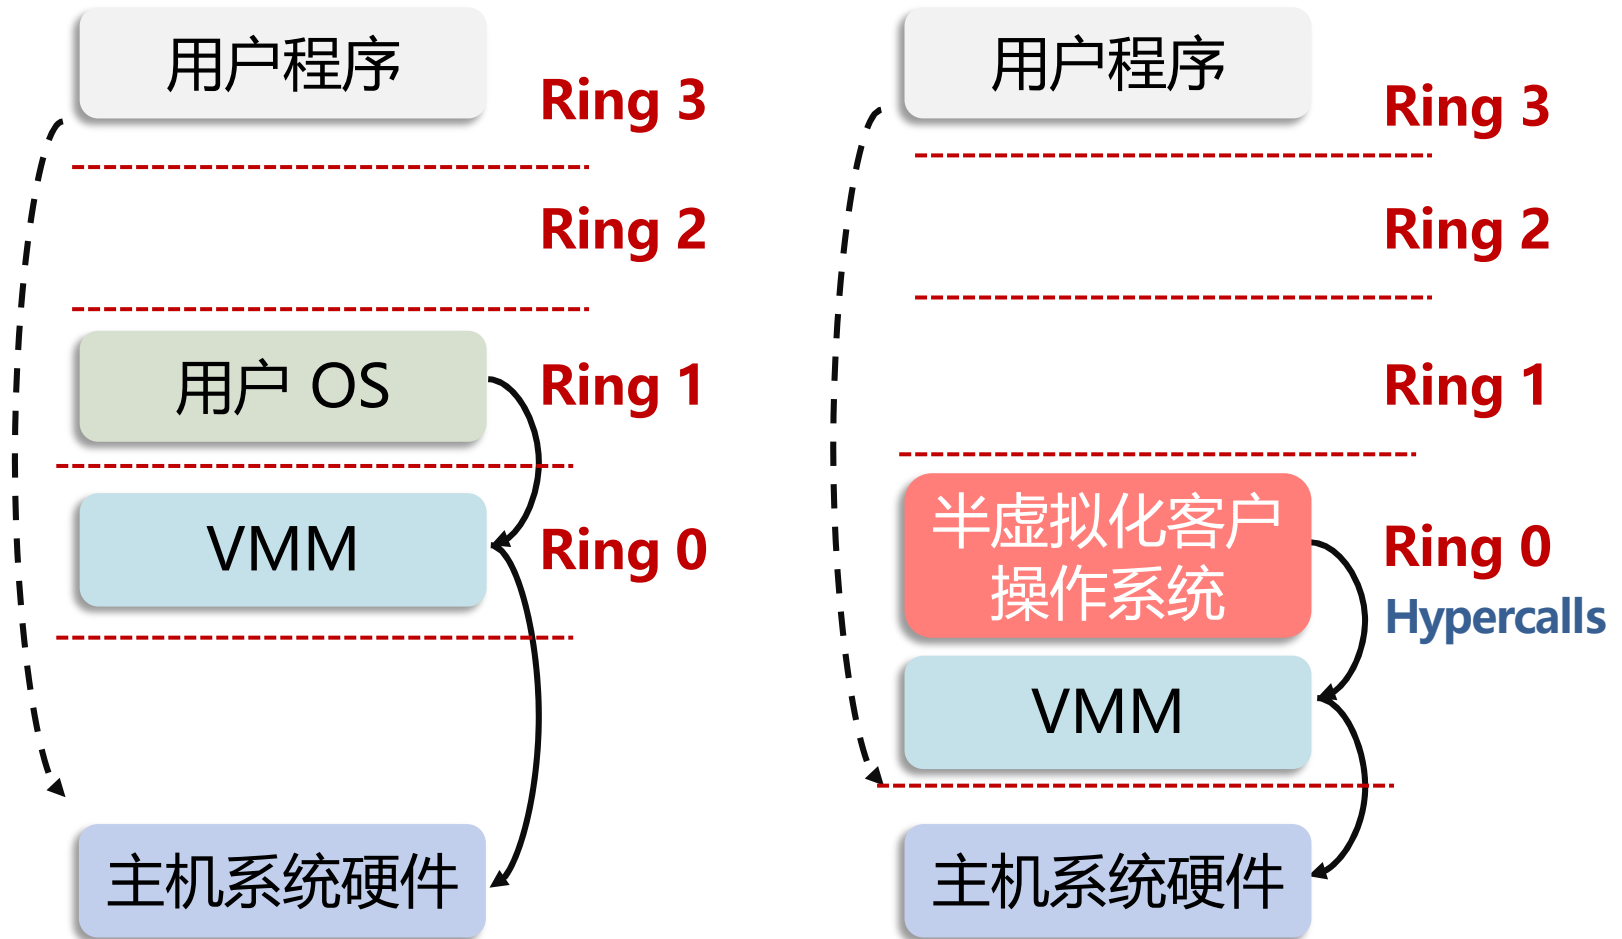 用户程序
Ring 3
Ring 2
用户 OS
Ring 1
VMM
Ring 0
主机系统硬件
用户程序
Ring 3
Ring 2
Ring 1
半虚拟化客户
操作系统
Ring 0
Hypercalls
VMM
主机系统硬件